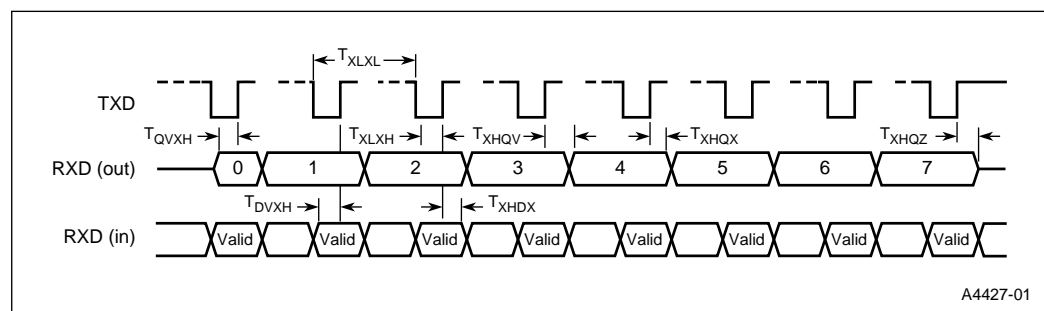 TXLXL
TXD
TQVXH TXLXH TXHQV TXHQX TXHQZ
RXD (out) 0 1 2 3 4 5 6 7
TDVXH TXHDX
RXD (in) Valid Valid Valid Valid Valid Valid Valid Valid
A4427-01